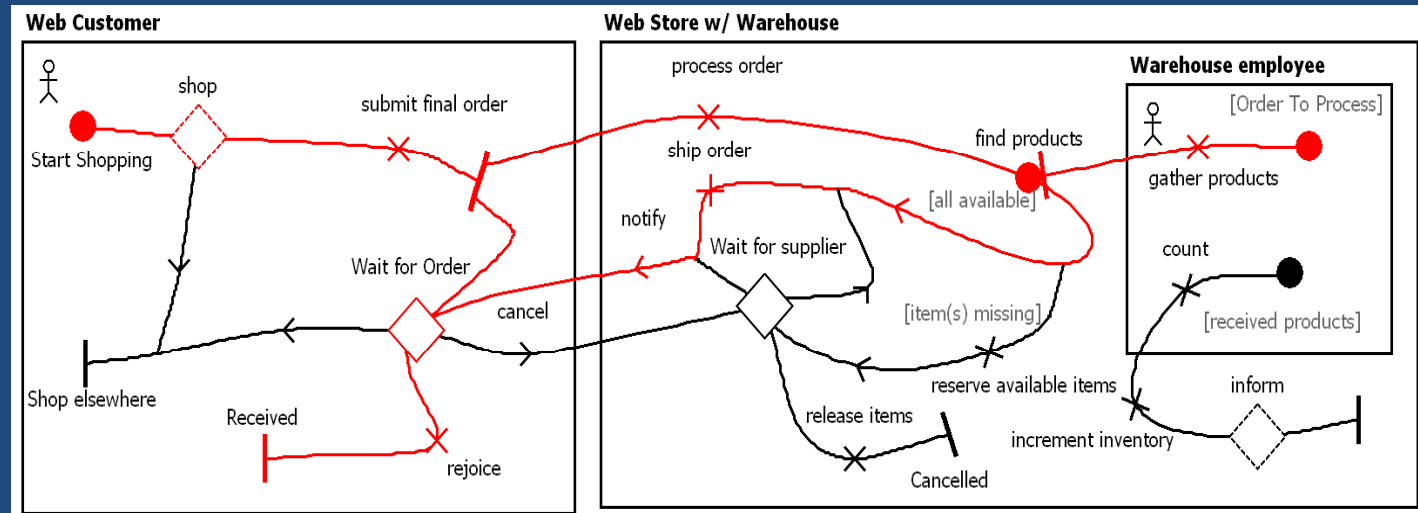 Web Customer
shop
submit final order
Start Shopping
Wait for Order
cancel
Shop elsewhere
Received
rejoice
Web Store w/ Warehouse
process order
ship order
find products
notify
[all available]
Wait for supplier
[item(s) missing]
reserve available items
release items
increment inventory
Cancelled
inform
Warehouse employee
[Order To Process]
gather products
count
[received products]